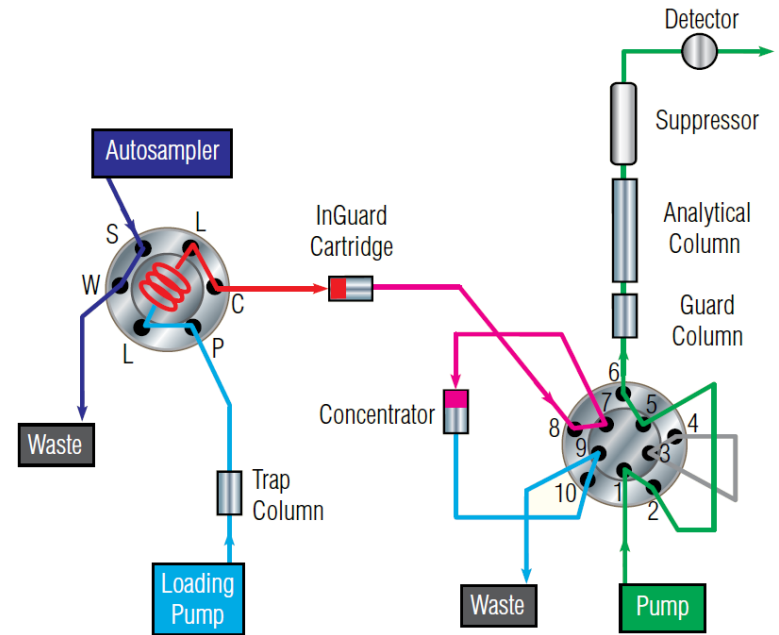 Detector
Suppressor
Autosampler
Analytical
Column
InGuard
Cartridge
S
L
W
C
L
P
Guard
Column
Concentrator
6
7
5
4
8
3
9
1
10
2
Waste
Trap
Column
Loading
Pump
Waste
Pump